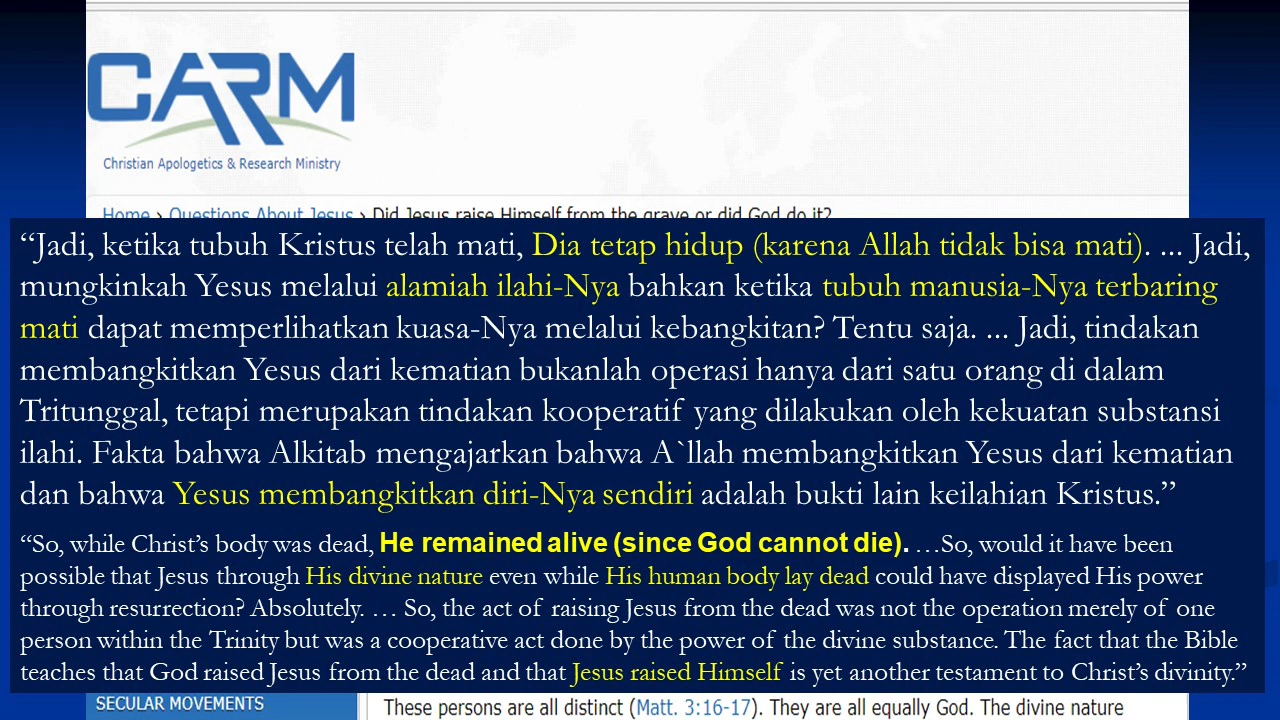 CARM
Christian Apologetics & Research Ministry
Home › Questions About Jesus › Did Jesus raise Himself from the grave or did God do it?
“Jadi, ketika tubuh Kristus telah mati, Dia tetap hidup (karena Allah tidak bisa mati). ... Jadi,
mungkinkah Yesus melalui alamiah ilahi-Nya bahkan ketika tubuh manusia-Nya terbaring
mati dapat memperlihatkan kuasa-Nya melalui kebangkitan? Tentu saja. ... Jadi, tindakan
membangkitkan Yesus dari kematian bukanlah operasi hanya dari satu orang di dalam
Tritunggal, tetapi merupakan tindakan kooperatif yang dilakukan oleh kekuatan substansi
ilahi. Fakta bahwa Alkitab mengajarkan bahwa A`llah membangkitkan Yesus dari kematian
dan bahwa Yesus membangkitkan diri-Nya sendiri adalah bukti lain keilahian Kristus.”
“So, while Christ’s body was dead, He remained alive (since God cannot die). …So, would it have been
possible that Jesus through His divine nature even while His human body lay dead could have displayed His power
through resurrection? Absolutely. … So, the act of raising Jesus from the dead was not the operation merely of one
person within the Trinity but was a cooperative act done by the power of the divine substance. The fact that the Bible
teaches that God raised Jesus from the dead and that Jesus raised Himself is yet another testament to Christ’s divinity.”
SECULAR MOVEMENTS
These persons are all distinct (Matt. 3:16-17). They are all equally God. The divine nature